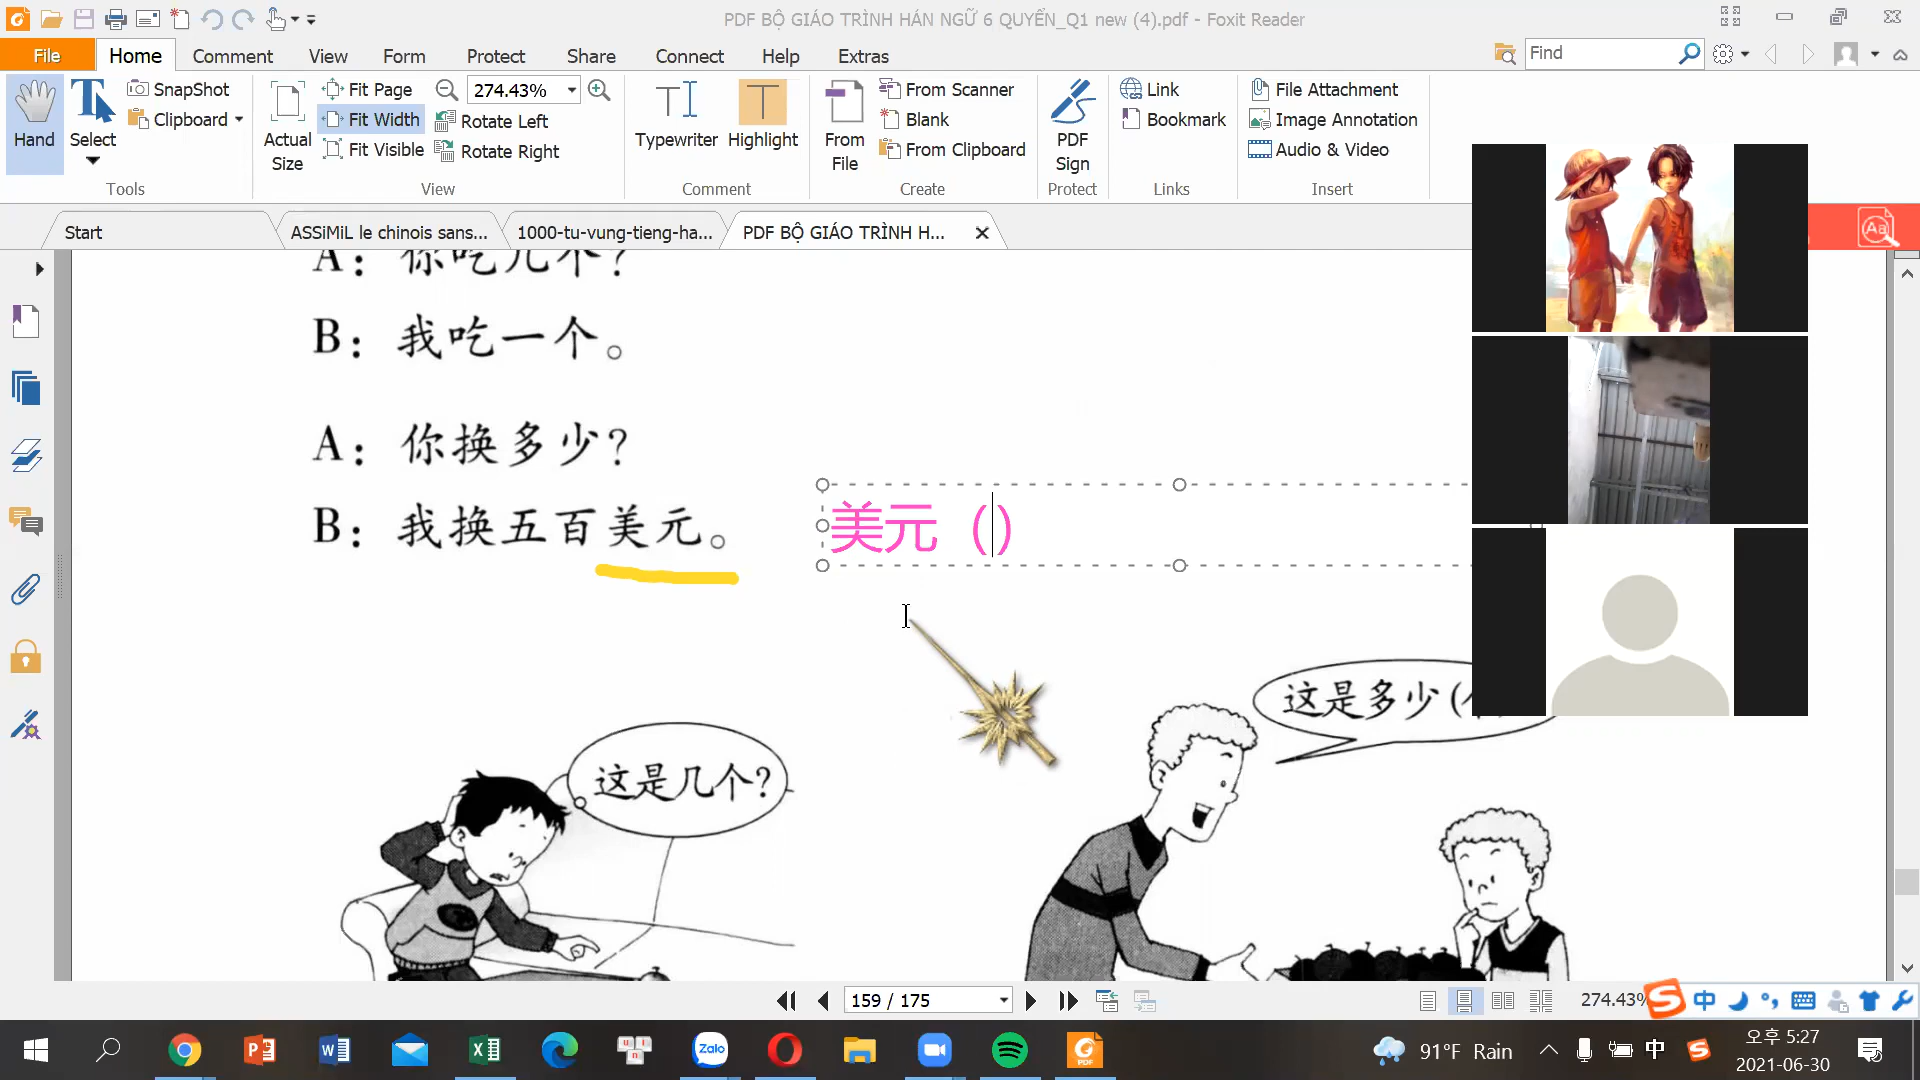 PDF BỘ GIÁO TRÌNH HÁN NGỮ 6 QUYỂN_Q1 new (4).pdf - Foxit Reader
File Home Comment View Form Protect Share Connect Help Extras Find
Hand
Select
SnapShot
Clipboard
Tools
Actual Size
Fit Page
Fit Width
Fit Visible
274.43%
Rotate Left
Rotate Right
View
Typewriter
Highlight
Comment
From File
From Scanner
Blank
From Clipboard
Create
PDF Sign
Protect
Link
Bookmark
Links
File Attachment
Image Annotation
Audio & Video
Insert
Start
ASSiMiL le chinois sans...
1000-tu-vung-tieng-ha...
PDF BỘ GIÁO TRÌNH H...
A：你吃几个？
B：我吃一个。
A：你换多少？
B：我换五百美元。
美元（）
这是多少（
这是几个？
159 / 175
274.43%
中
91°F Rain
中
오후 5:27
2021-06-30